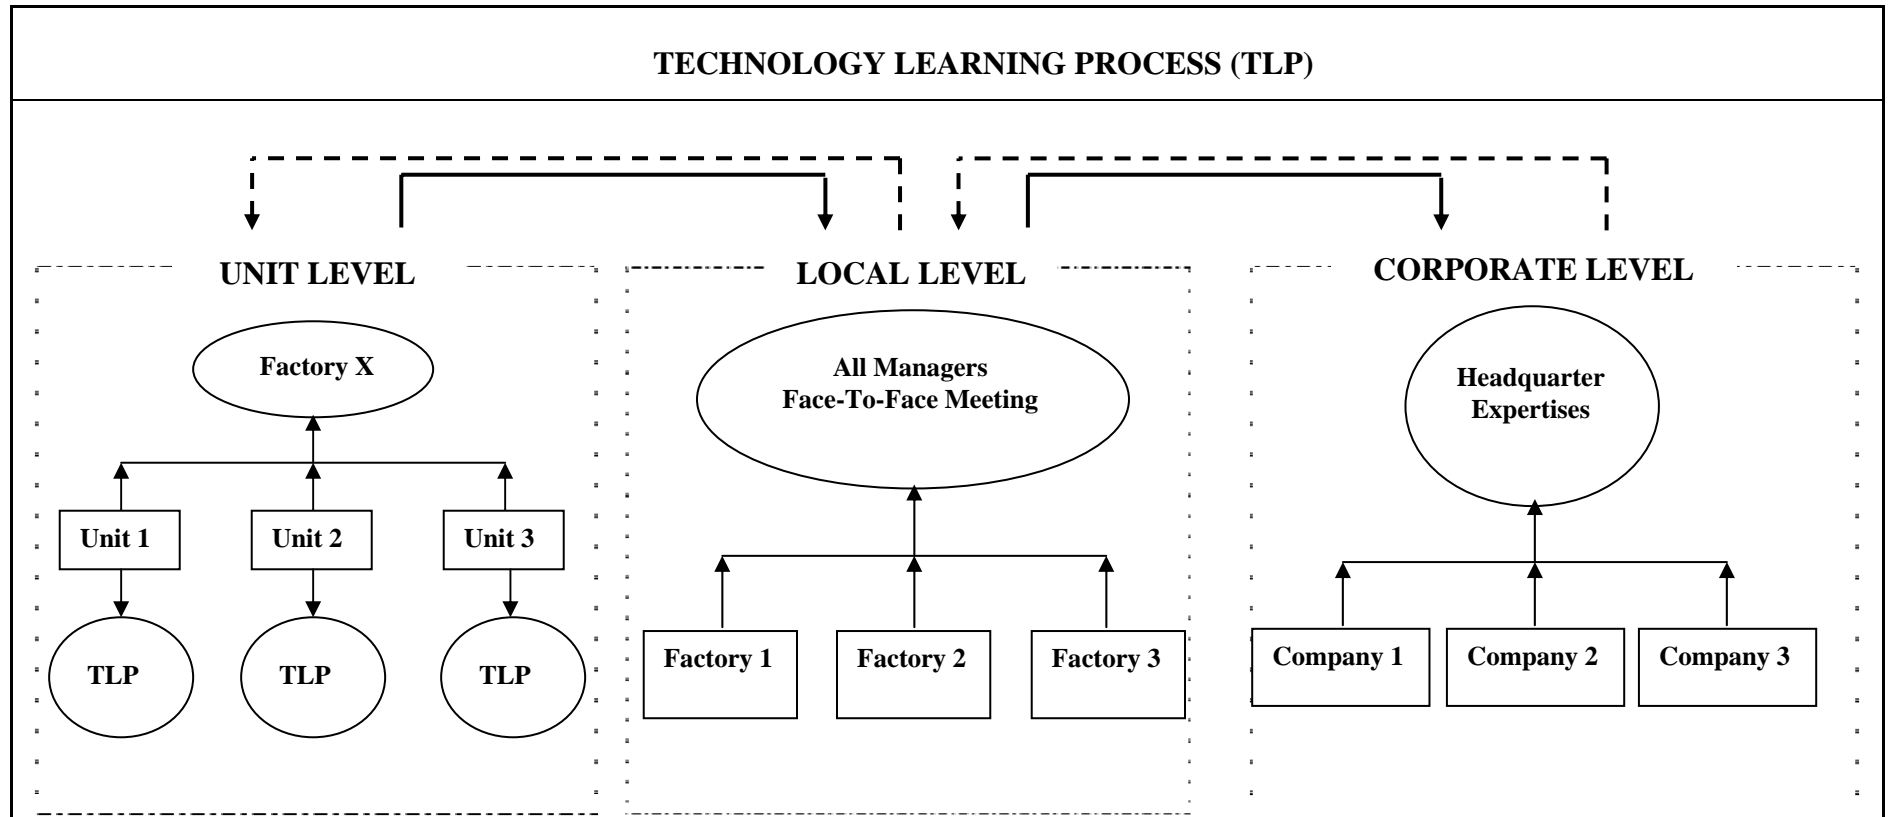 TECHNOLOGY LEARNING PROCESS (TLP)
UNIT LEVEL
Factory X
Unit 1
Unit 2
Unit 3
TLP
TLP
TLP
LOCAL LEVEL
All Managers
Face-To-Face Meeting
Factory 1
Factory 2
Factory 3
CORPORATE LEVEL
Headquarter
Expertises
Company 1
Company 2
Company 3